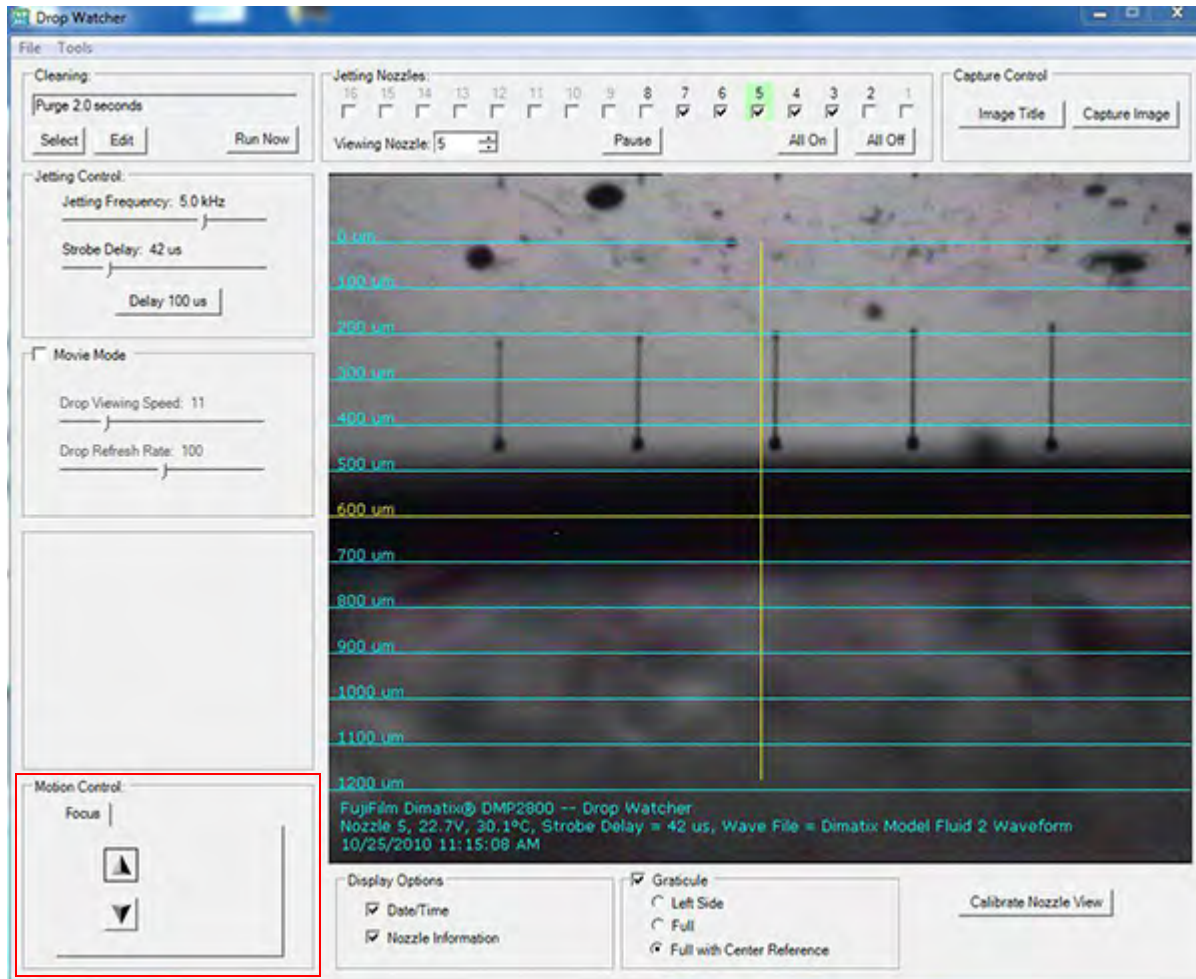 Drop Watcher
File Tools
Cleaning:
Purge 2.0 seconds
Select Edit Run Now
Jetting Nozzles:
16 15 14 13 12 11 10 9 8 7 6 5 4 3 2 1
Viewing Nozzle: 5 Pause All On All Off
Capture Control
Image Title Capture Image
Jetting Control:
Jetting Frequency: 5.0 kHz
Strobe Delay: 42 us
Delay 100 us
Movie Mode
Drop Viewing Speed: 11
Drop Refresh Rate: 100
0 um
100 um
200 um
300 um
400 um
500 um
600 um
700 um
800 um
900 um
1000 um
1100 um
1200 um
FujiFilm Dimatix® DMP2800 -- Drop Watcher
Nozzle 5, 22.7V, 30.1ºC, Strobe Delay = 42 us, Wave File = Dimatix Model Fluid 2 Waveform
10/25/2010 11:15:08 AM
Motion Control:
Focus
Display Options
Date/Time
Nozzle Information
Graticule
Left Side
Full
Full with Center Reference
Calibrate Nozzle View